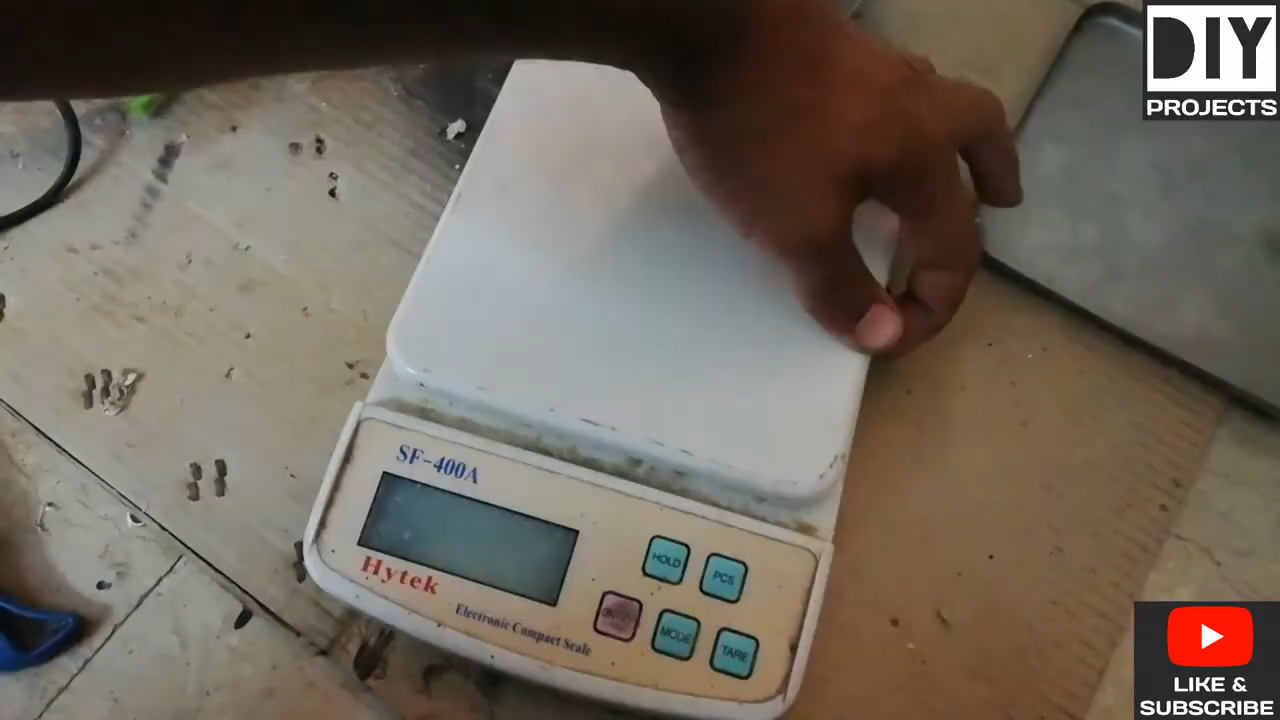 DIY
PROJECTS
SF-400A
Hytek
Electronic Compact Scale
HOLD
PCS
MODE
TARE
LIKE &
SUBSCRIBE